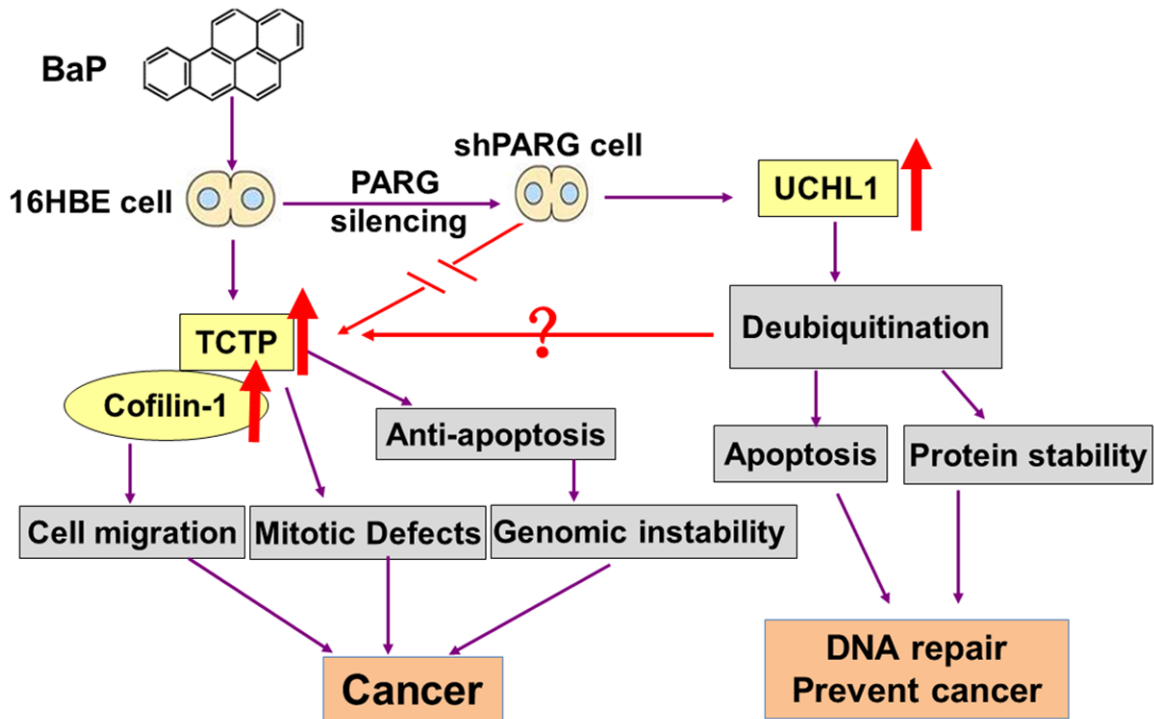 BaP
shPARG cell
16HBE cell
PARG
silencing
UCHL1
TCTP
?
Deubiquitination
Cofilin-1
Anti-apoptosis
Apoptosis
Protein stability
Cell migration
Mitotic Defects
Genomic instability
DNA repair
Prevent cancer
Cancer